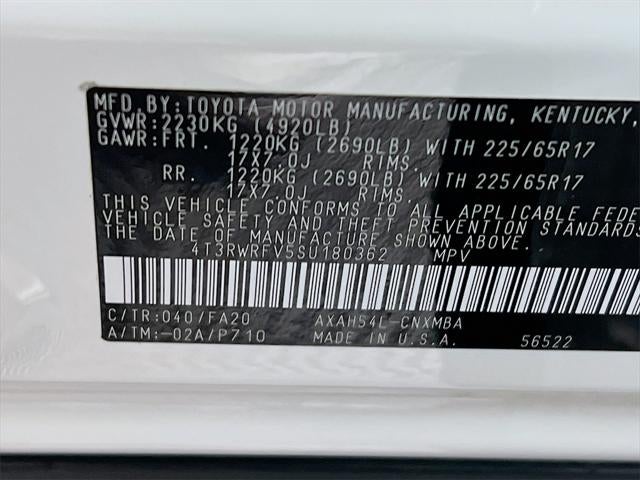 MFD.BY:TOYOTA MOTOR MANUFACTURING, KENTUCKY,
GVWR:2230KG (4920LB)
GAWR:FRT. 1220KG (2690LB) WITH 225/65R17
17X7.0J RIMS,
RR. 1220KG (2690LB) WITH 225/65R17
17X7.0J RIMS,
THIS VEHICLE CONFORMS TO ALL APPLICABLE FEDE
VEHICLE SAFETY AND THEFT PREVENTION STANDARDS
THE DATE OF MANUFACTURE SHOWN ABOVE..
4T3RWRFV5SU180362 MPV
C/TR:040/FA20 AXAH54L-CNXMBA
A/TM:-02A/P710 MADE IN U.S.A. 56522